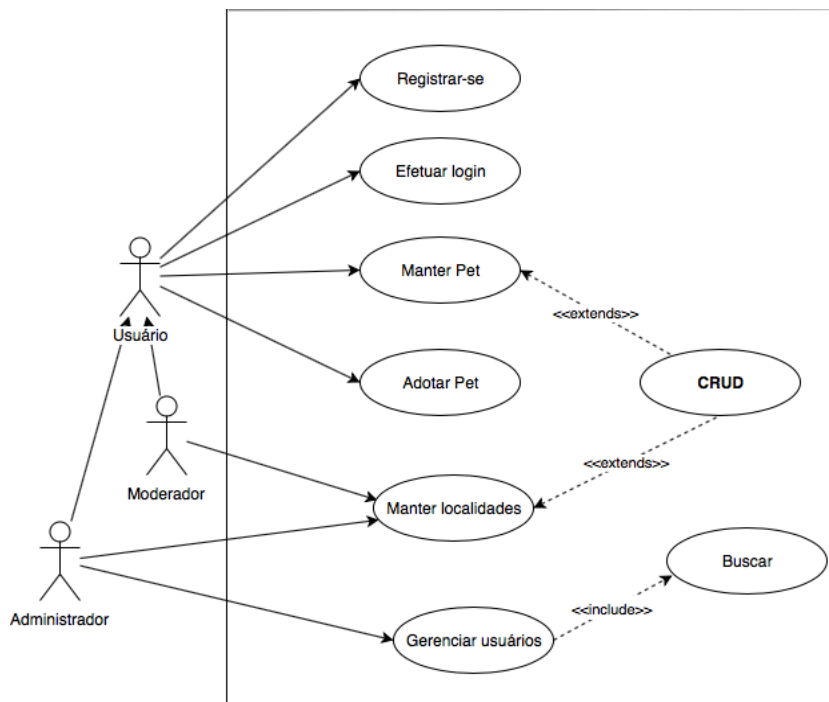 Registrar-se
Efetuar login
Manter Pet
<<extends>>
Usuário
Adotar Pet
CRUD
<<extends>>
Moderador
Manter localidades
Buscar
<<include>>
Administrador
Gerenciar usuários